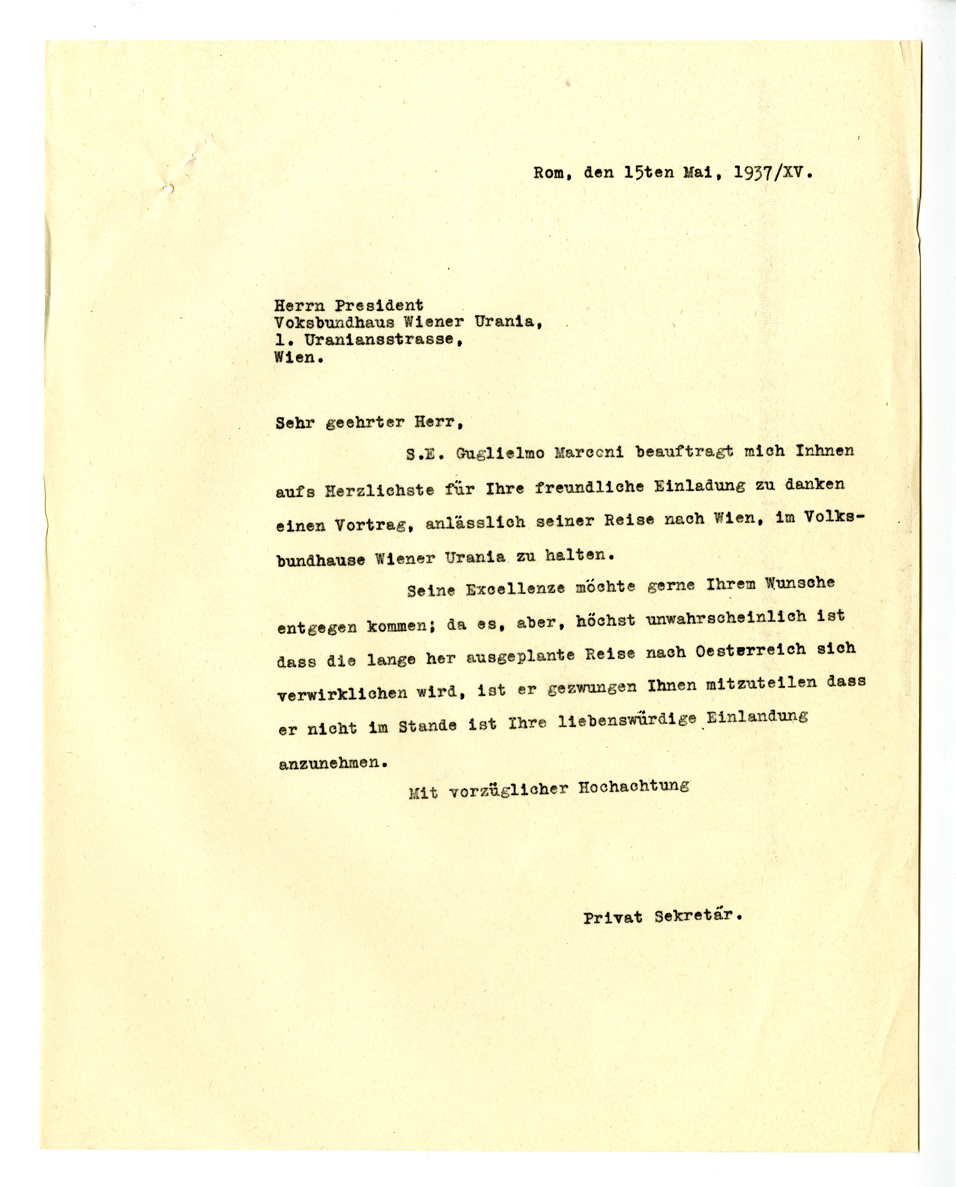 Rom, den 15ten Mai, 1937/XV.
Herrn President
Voksbundhaus Wiener Urania,
1. Uraniansstrasse,
Wien.
Sehr geehrter Herr,
S.E. Guglielmo Marconi beauftragt mich Inhnen
aufs Herzlichste für Ihre freundliche Einladung zu danken
einen Vortrag, anlässlich seiner Reise nach Wien, im Volks-
bundhause Wiener Urania zu halten.
Seine Excellenze möchte gerne Ihrem Wunsche
entgegen kommen; da es, aber, höchst unwahrscheinlich ist
dass die lange her ausgeplante Reise nach Oesterreich sich
verwirklichen wird, ist er gezwungen Ihnen mitzuteilen dass
er nicht im Stande ist Ihre liebenswürdige Einlandung
anzunehmen.
Mit vorzüglicher Hochachtung
Privat Sekretär.